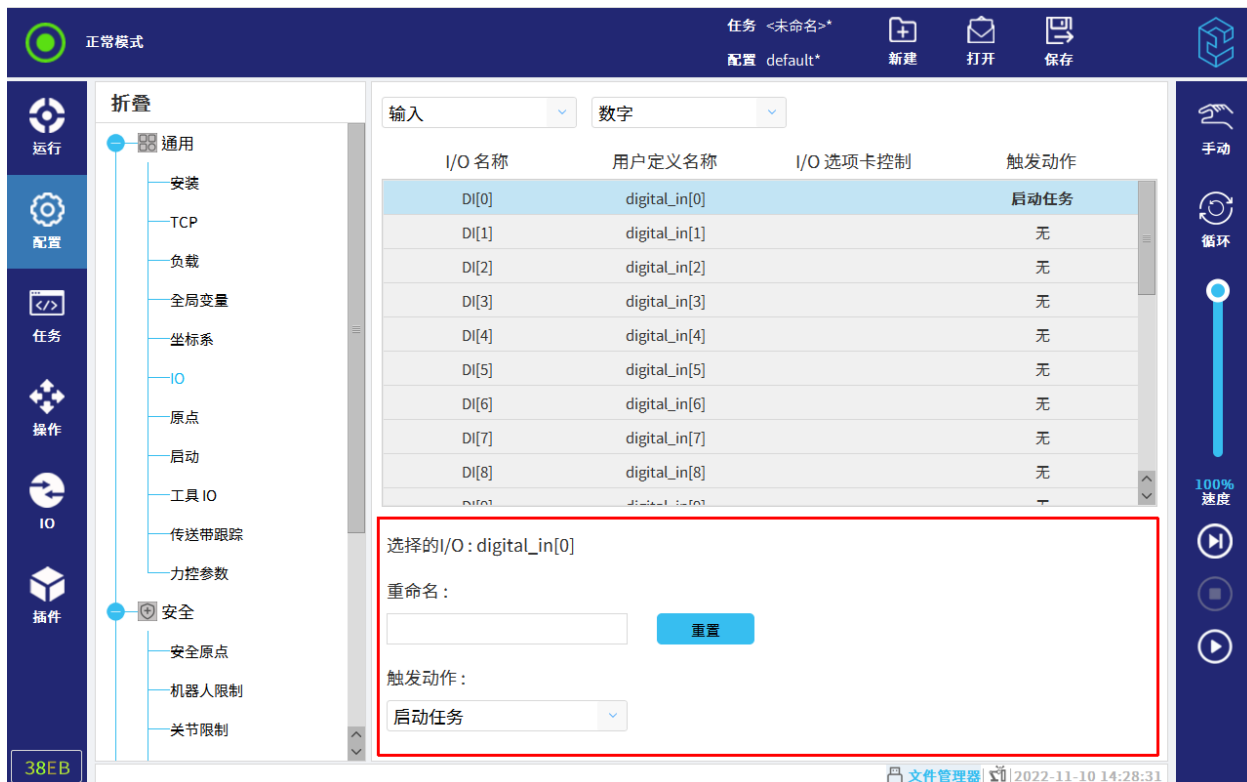 正常模式
任务 <未命名>*
配置 default*
新建
打开
保存
运行
配置
任务
操作
IO
插件
38EB
折叠
通用
安装
TCP
负载
全局变量
坐标系
IO
原点
启动
工具 IO
传送带跟踪
力控参数
安全
安全原点
机器人限制
关节限制
输入 数字
I/O 名称 用户定义名称 I/O 选项卡控制 触发动作
DI[0] digital_in[0] 启动任务
DI[1] digital_in[1] 无
DI[2] digital_in[2] 无
DI[3] digital_in[3] 无
DI[4] digital_in[4] 无
DI[5] digital_in[5] 无
DI[6] digital_in[6] 无
DI[7] digital_in[7] 无
DI[8] digital_in[8] 无
DI[9] digital_in[9] 无
选择的I/O : digital_in[0]
重命名 :
重置
触发动作 :
启动任务
手动
循环
100%
速度
文件管理器 2022-11-10 14:28:31